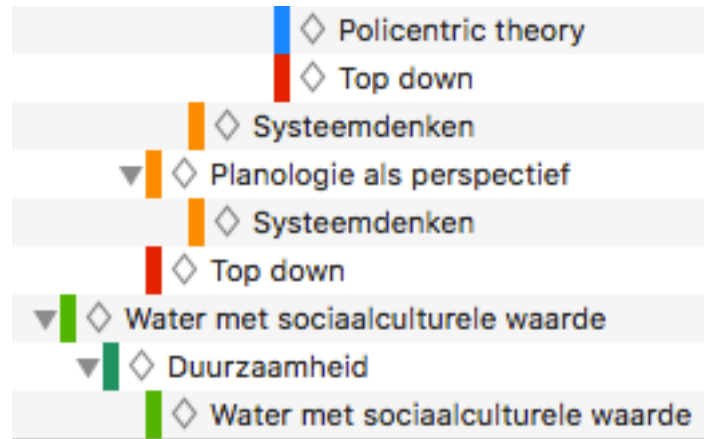 Policentric theory
Top down
Systeemdenken
Planologie als perspectief
Systeemdenken
Top down
Water met sociaalculturele waarde
Duurzaamheid
Water met sociaalculturele waarde